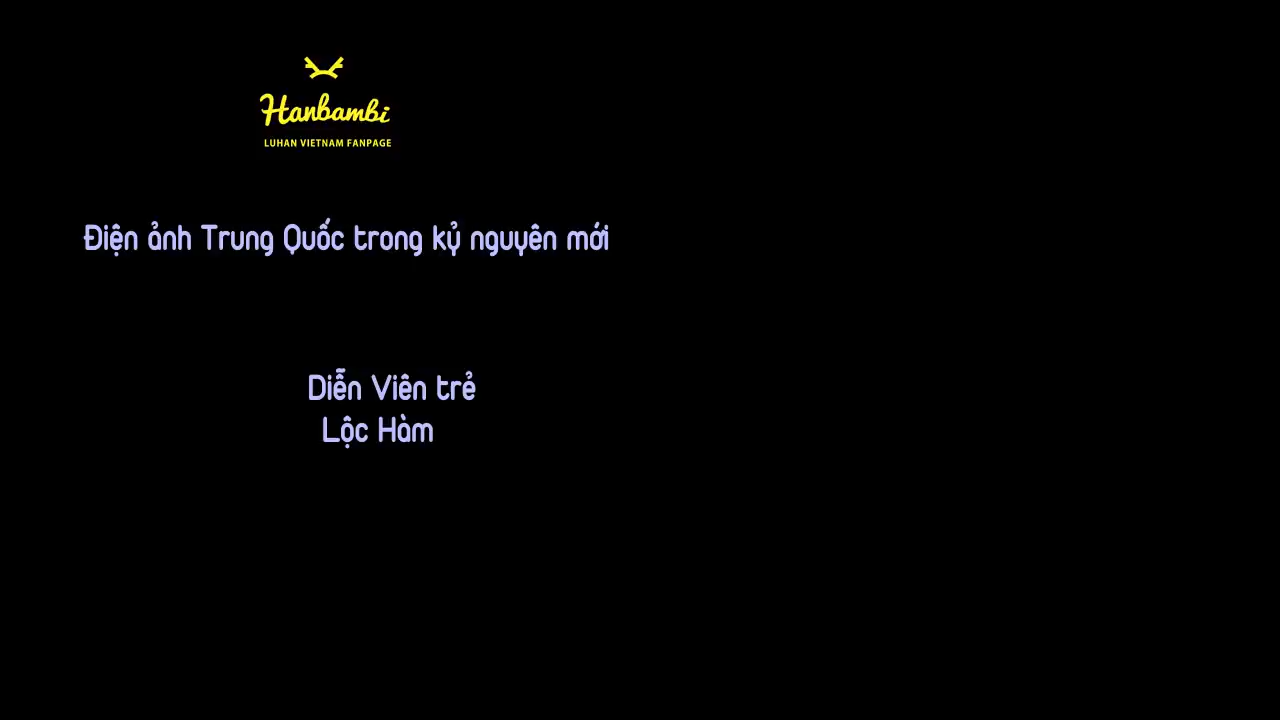 Hanbambi
LUHAN VIETNAM FANPAGE
Điện ảnh Trung Quốc trong kỷ nguyên mới
Diễn Viên trẻ
Lộc Hàm